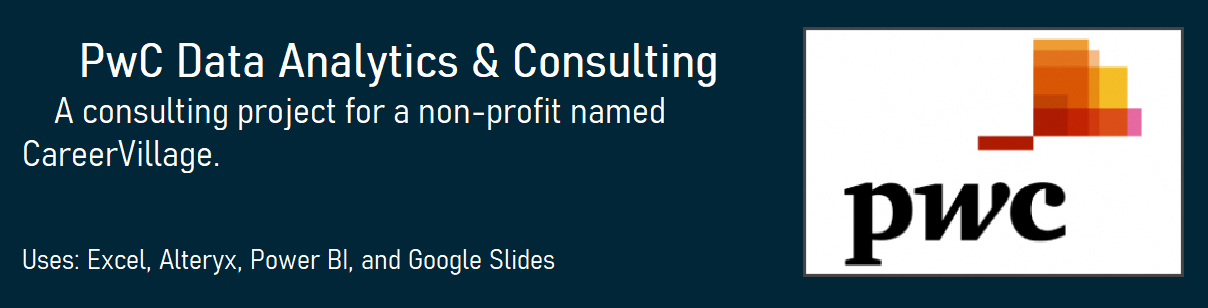 PwC Data Analytics & Consulting
A consulting project for a non-profit named
CareerVillage.
Uses: Excel, Alteryx, Power BI, and Google Slides
pwc